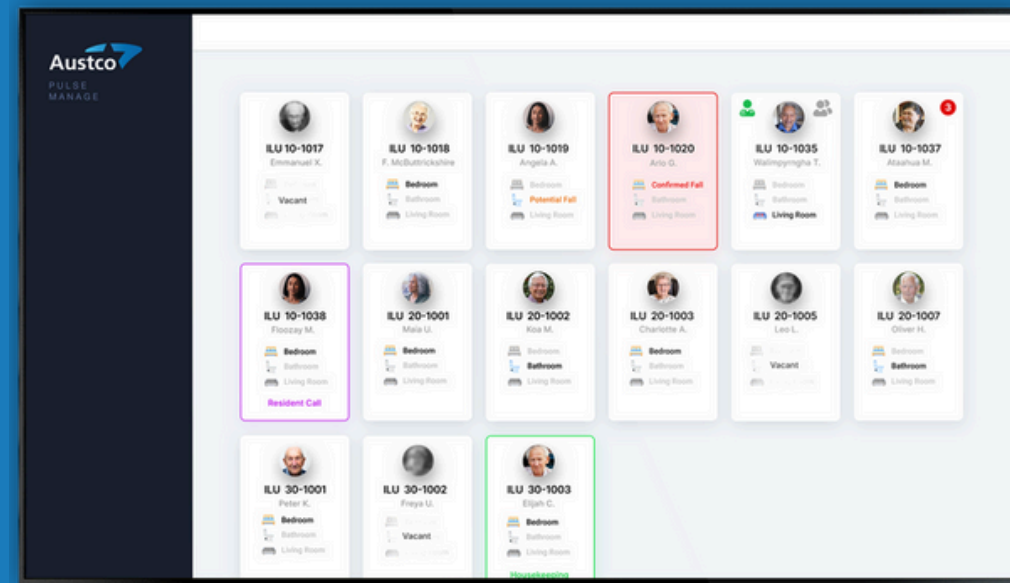 Austco
PULSE
MANAGE
ILU 10-1017
Emmanuel X.
Vacant
ILU 10-1018
F. McButtrickshire
Bedroom
Bathroom
Living Room
ILU 10-1019
Angela A.
Bedroom
Potential Fall
Living Room
ILU 10-1020
Arlo G.
Confirmed Fall
Bathroom
Living Room
ILU 10-1035
Walimpyrngha T.
Bedroom
Bathroom
Living Room
3
ILU 10-1037
Ataahua M.
Bedroom
Bathroom
Living Room
ILU 10-1038
Floozay M.
Bedroom
Bathroom
Living Room
Resident Call
ILU 20-1001
Maia U.
Bedroom
Bathroom
Living Room
ILU 20-1002
Koa M.
Bedroom
Bathroom
Living Room
ILU 20-1003
Charlotte A.
Bedroom
Bathroom
Living Room
ILU 20-1005
Leo L.
Vacant
ILU 20-1007
Oliver H.
Bedroom
Bathroom
Living Room
ILU 30-1001
Peter K.
Bedroom
Bathroom
Living Room
ILU 30-1002
Freya U.
Vacant
ILU 30-1003
Elijah C.
Bedroom
Bathroom
Living Room
Housekeeping